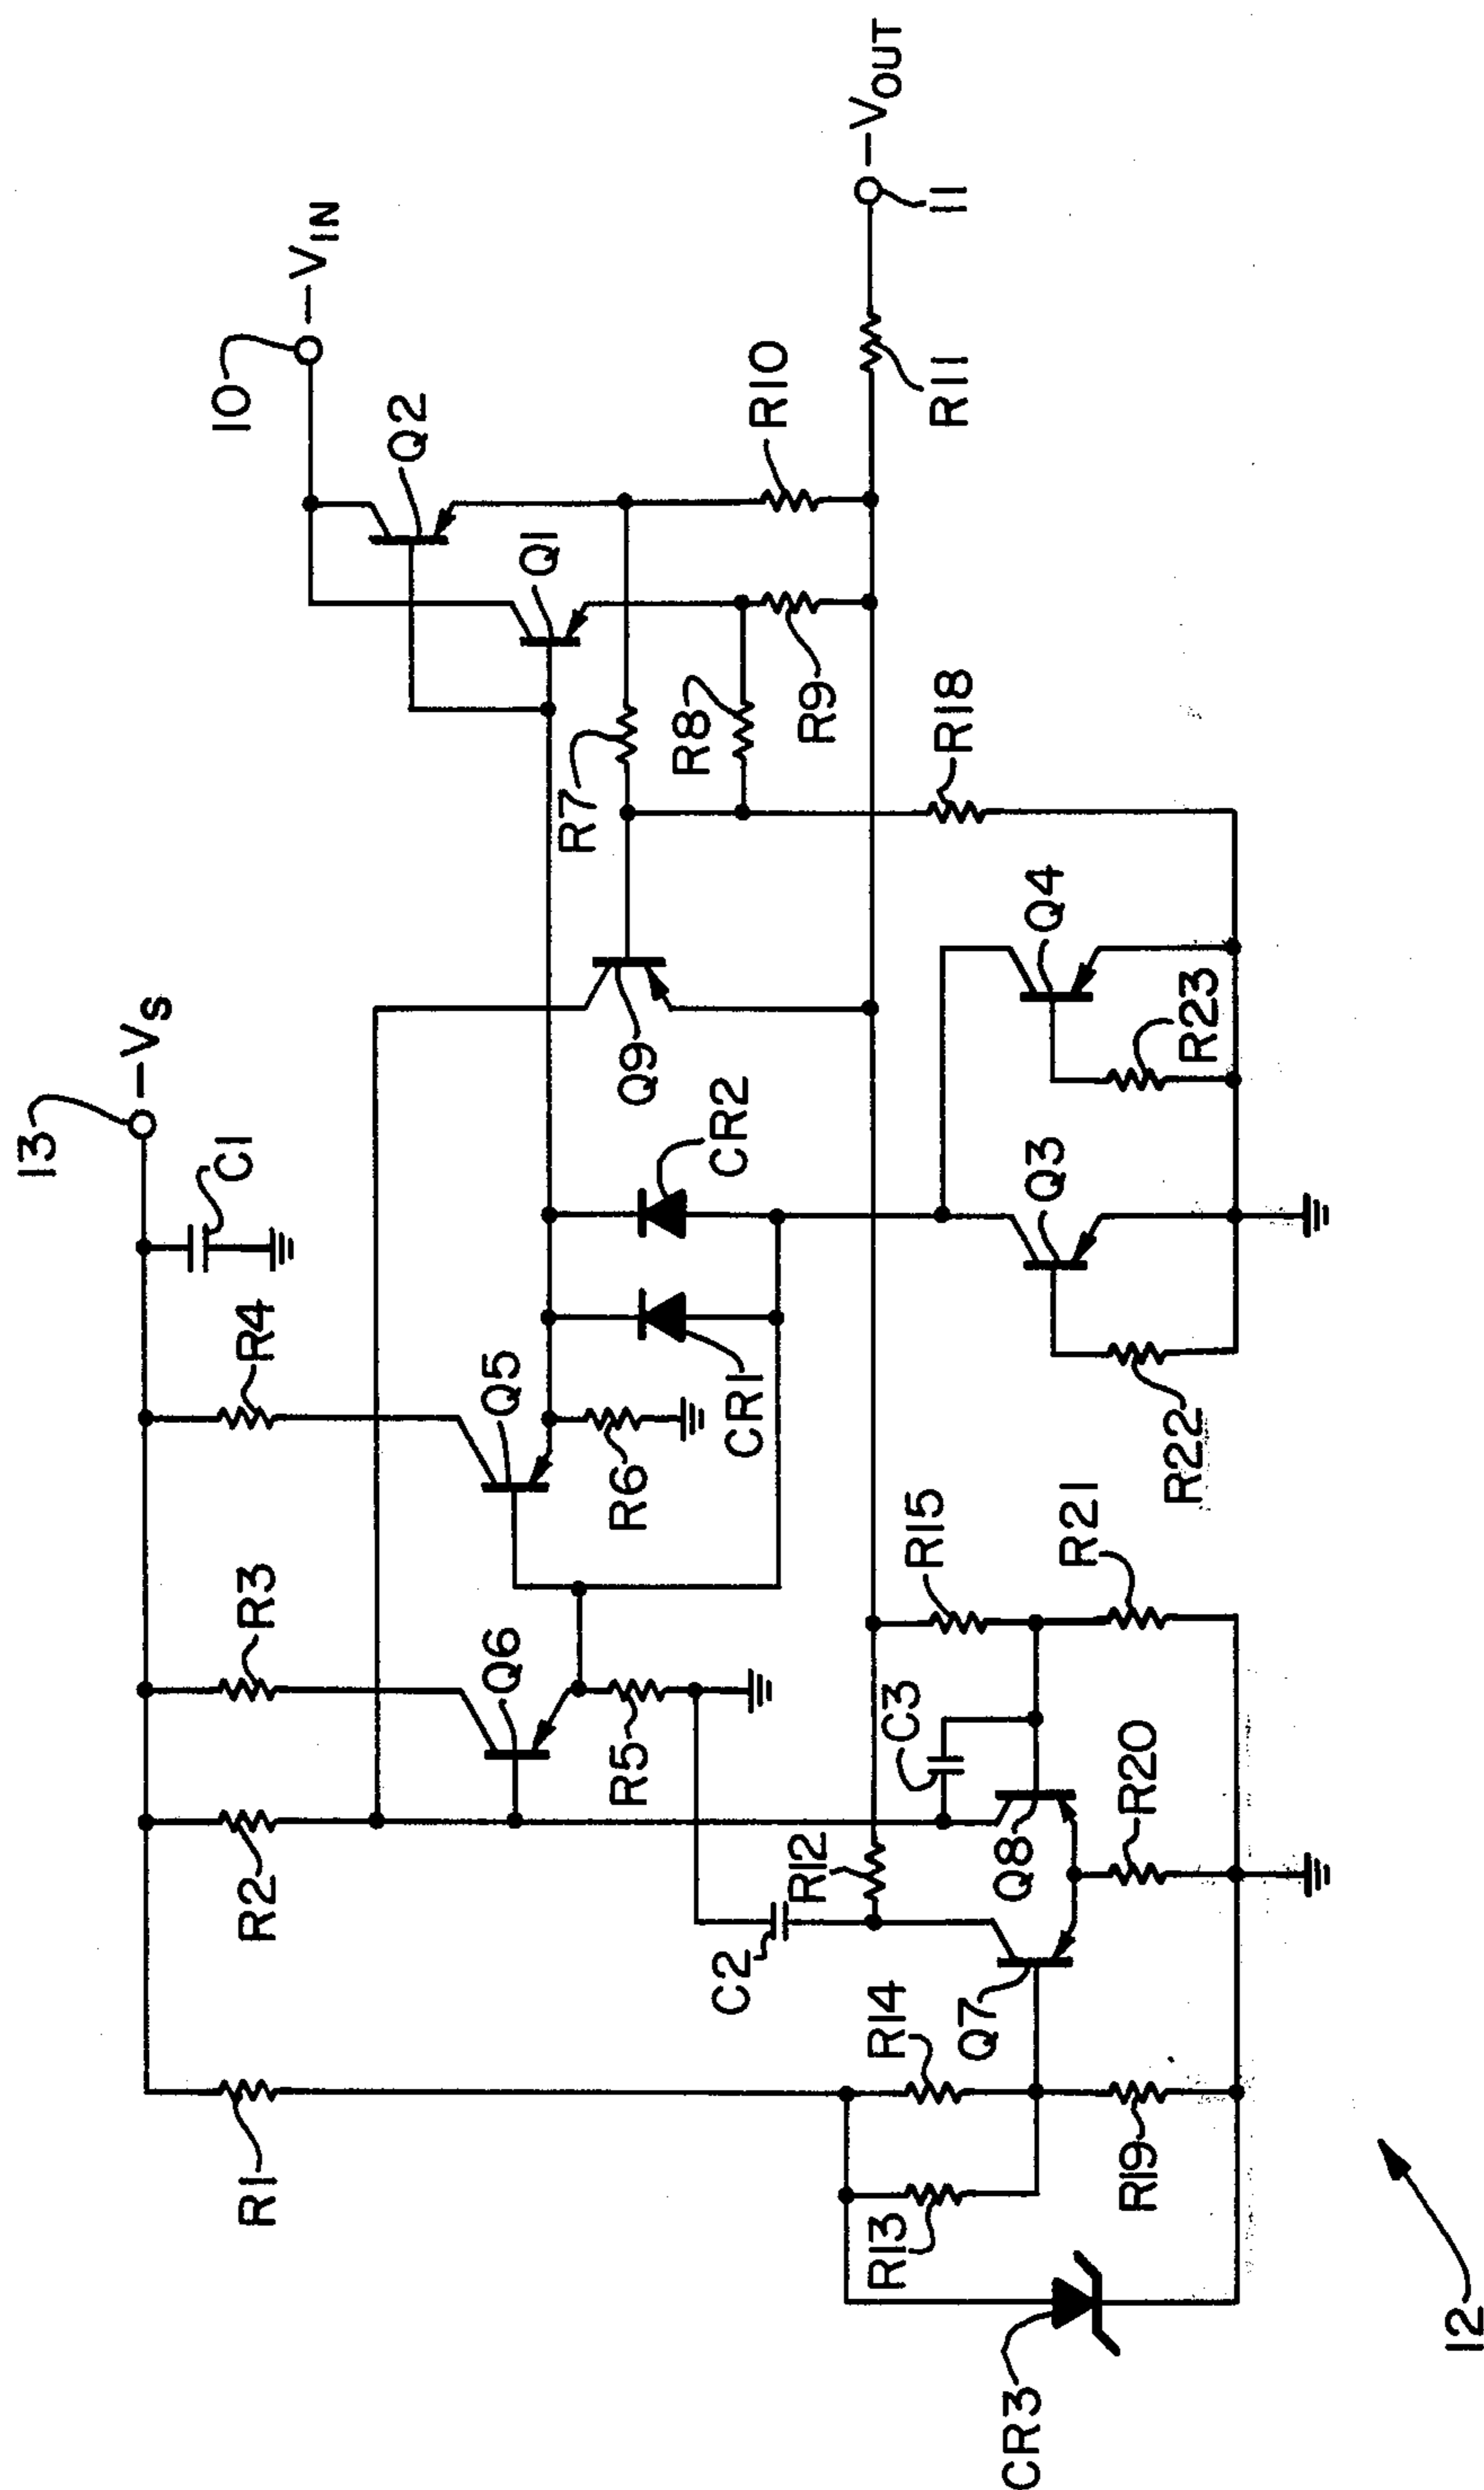 13
-VS
C1
R4
R3
R2
R1
10
-VIN
Q2
Q1
R10
-VOUT
11
R11
R7
R8
R9
R18
Q9
CR2
CR1
Q5
R6
Q6
R5
Q4
R23
Q3
R22
R15
R21
C3
R12
C2
Q8
R20
Q7
R14
R19
R13
CR3
12